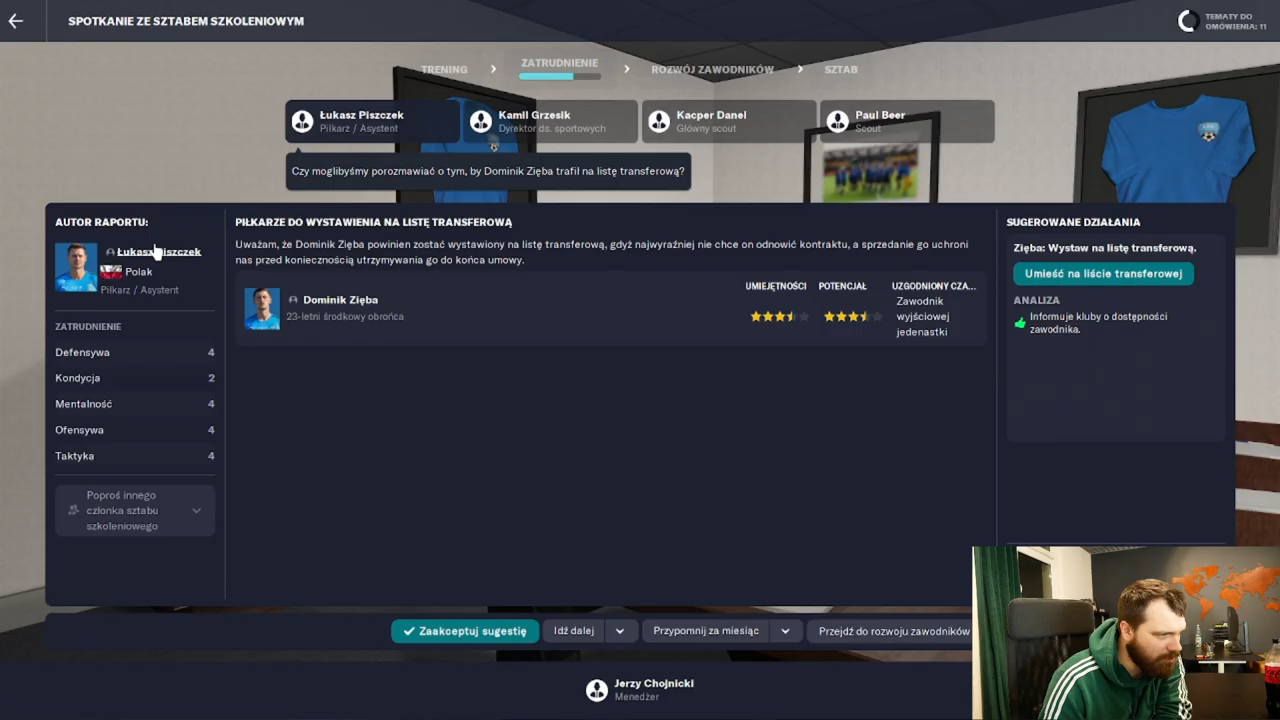 SPOTKANIE ZE SZTABEM SZKOLENIOWYM
TEMATY DO
OMÓWIENIA: 11
TRENING
ZATRUDNIENIE
ROZWÓJ ZAWODNIKÓW
SZTAB
Łukasz Piszczek
Piłkarz / Asystent
Kamil Grzesik
Dyrektor ds. sportowych
Kacper Danel
Główny scout
Paul Beer
Scout
Czy moglibyśmy porozmawiać o tym, by Dominik Zięba trafił na listę transferową?
AUTOR RAPORTU:
Łukasz Piszczek
Polak
Piłkarz / Asystent
ZATRUDNIENIE
Defensywa 4
Kondycja 2
Mentalność 4
Ofensywa 4
Taktyka 4
Poproś innego
członka sztabu
szkoleniowego
PIŁKARZE DO WYSTAWIENIA NA LISTĘ TRANSFEROWĄ
Uważam, że Dominik Zięba powinien zostać wystawiony na listę transferową, gdyż najwyraźniej nie chce on odnowić kontraktu, a sprzedanie go uchroni
nas przed koniecznością utrzymywania go do końca umowy.
UMIEJĘTNOŚCI POTENCJAŁ UZGODNIONY CZA...
Dominik Zięba
23-letni środkowy obrońca
Zawodnik
wyjściowej
jedenastki
SUGEROWANE DZIAŁANIA
Zięba: Wystaw na listę transferową.
Umieść na liście transferowej
ANALIZA
Informuje kluby o dostępności
zawodnika.
Zaakceptuj sugestię
Idź dalej
Przypomnij za miesiąc
Przejdź do rozwoju zawodników
Jerzy Chojnicki
Menedżer